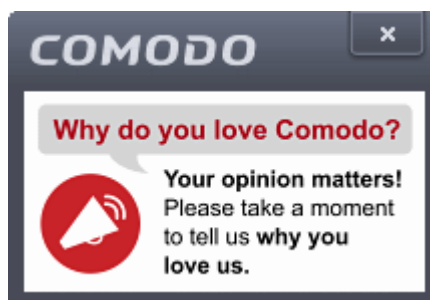 COMODO
Why do you love Comodo?
Your opinion matters!
Please take a moment
to tell us why you
love us.